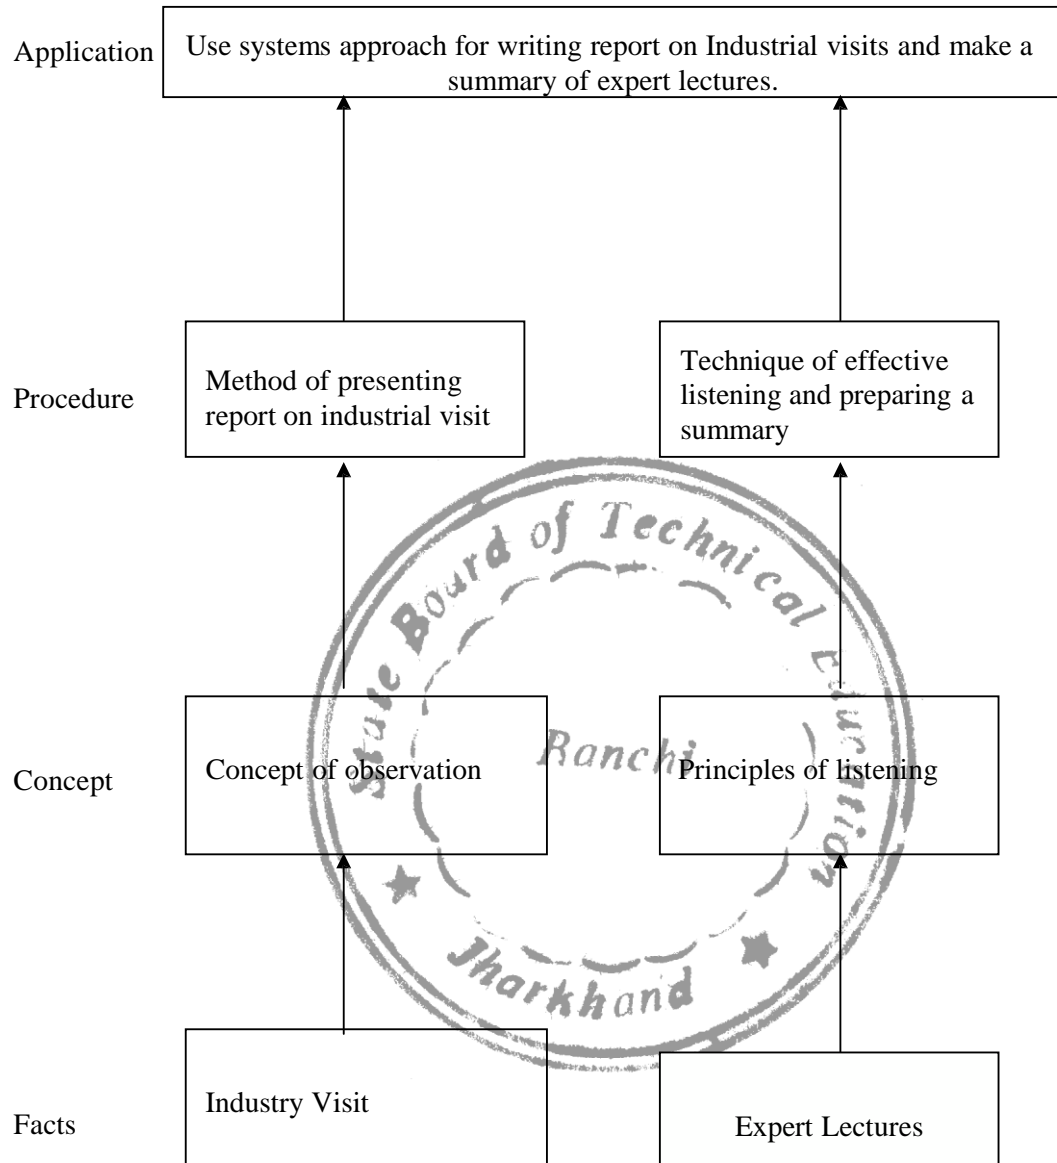 Application
Use systems approach for writing report on Industrial visits and make a
summary of expert lectures.
Procedure
Method of presenting
report on industrial visit
Technique of effective
listening and preparing a
summary
State Board of Technical Education
Ranchi
Jharkhand
Concept
Concept of observation
Principles of listening
Facts
Industry Visit
Expert Lectures